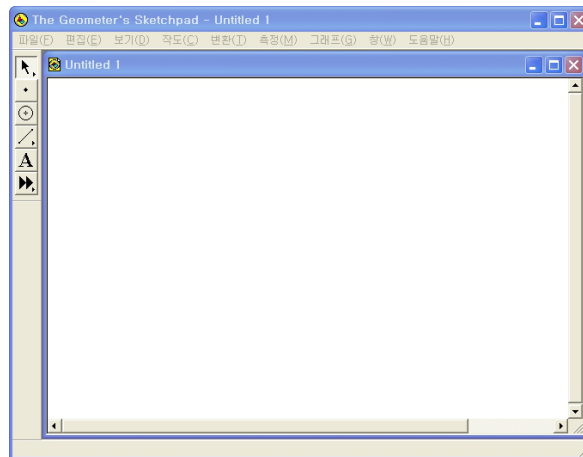 The Geometer's Sketchpad - Untitled 1
파일(F) 편집(E) 보기(D) 작도(C) 변환(T) 측정(M) 그래프(G) 창(W) 도움말(H)
Untitled 1
A